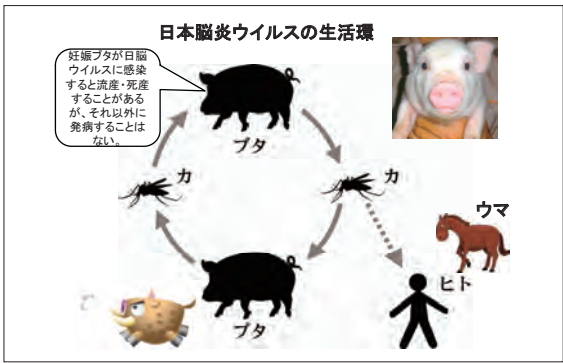 日本脳炎ウイルスの生活環
妊娠ブタが日脳
ウイルスに感染
すると流産・死産
することがある
が、それ以外に
発病することは
ない。
ブタ
カ
カ
ウマ
ヒト
ブタ